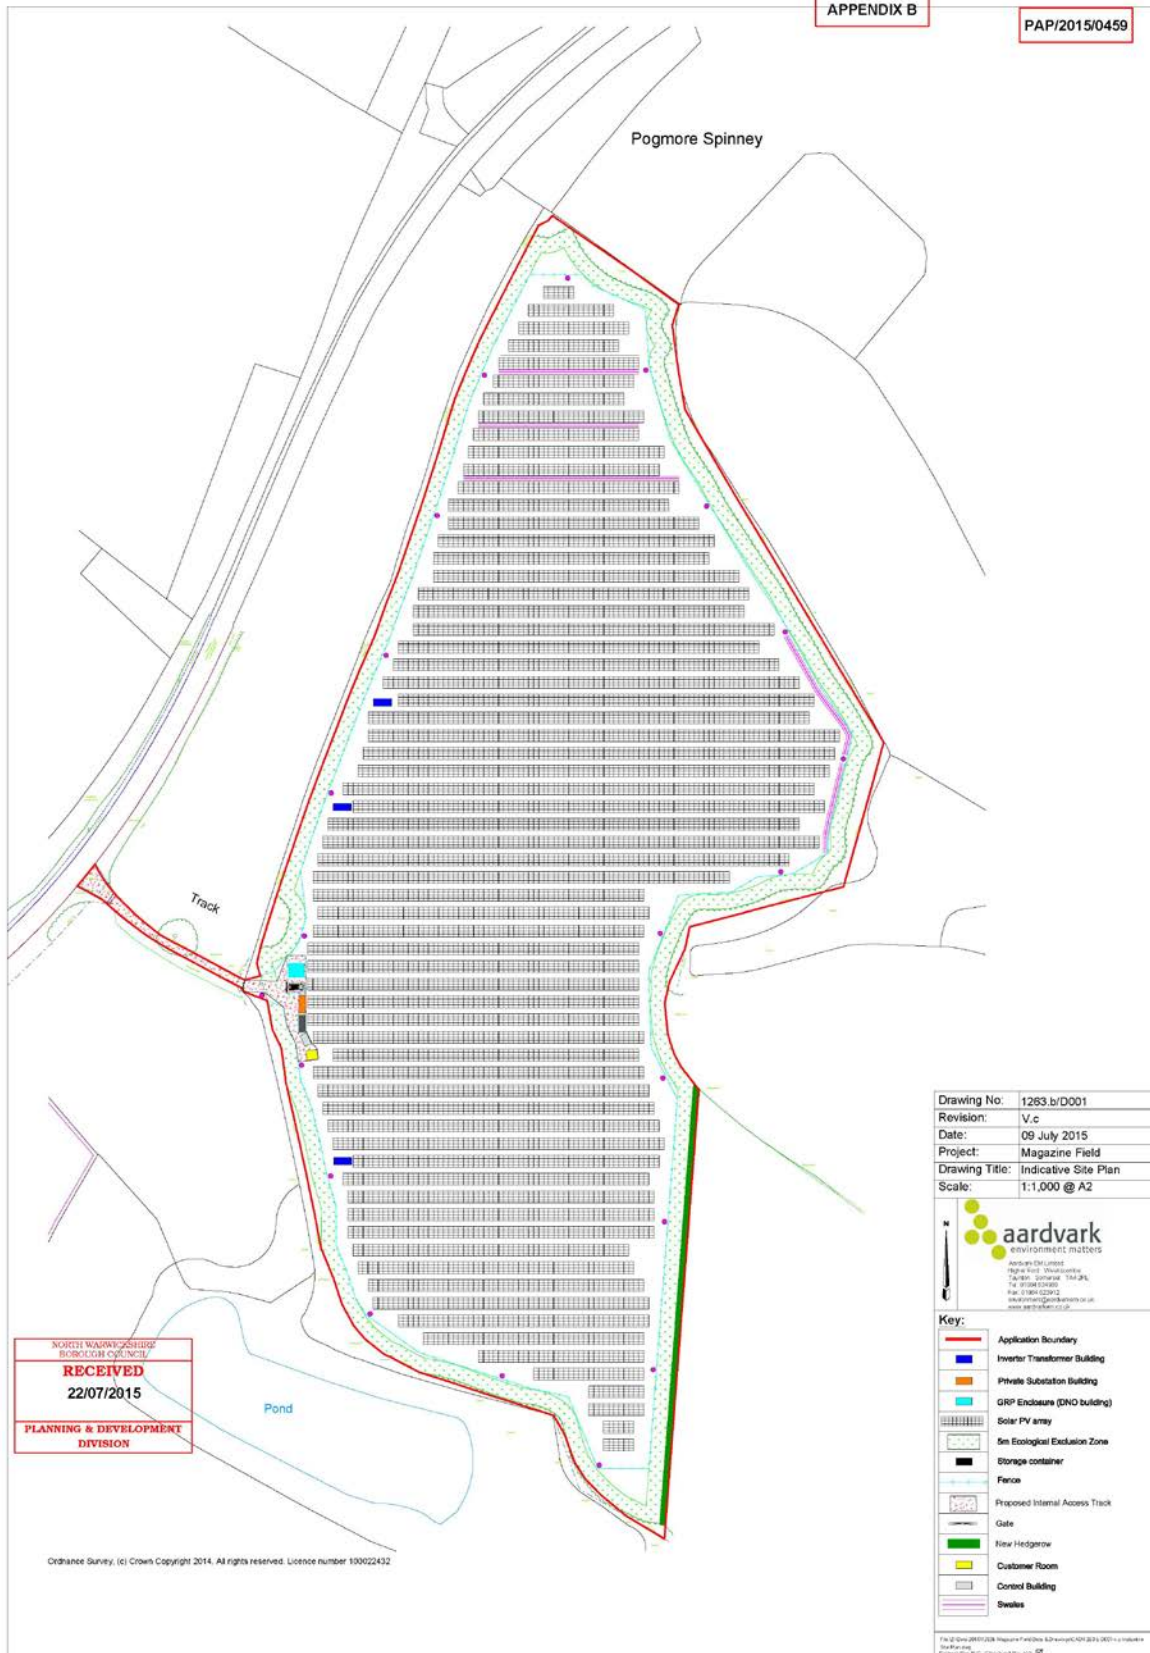 APPENDIX B
PAP/2015/0459
Pogmore Spinney
Track
Pond
NORTH WARWICKSHIRE
BOROUGH COUNCIL
RECEIVED
22/07/2015
PLANNING & DEVELOPMENT
DIVISION
Ordnance Survey, (c) Crown Copyright 2014. All rights reserved. Licence number 100022432
Drawing No: 1263.b/D001
Revision: V.c
Date: 09 July 2015
Project: Magazine Field
Drawing Title: Indicative Site Plan
Scale: 1:1,000 @ A2
N
aardvark
environment matters
Aardvark EM Limited
Key:
Application Boundary
Inverter Transformer Building
Private Substation Building
GRP Enclosure (DNO building)
Solar PV array
5m Ecological Exclusion Zone
Storage container
Fence
Proposed Internal Access Track
Gate
New Hedgerow
Customer Room
Control Building
Swales